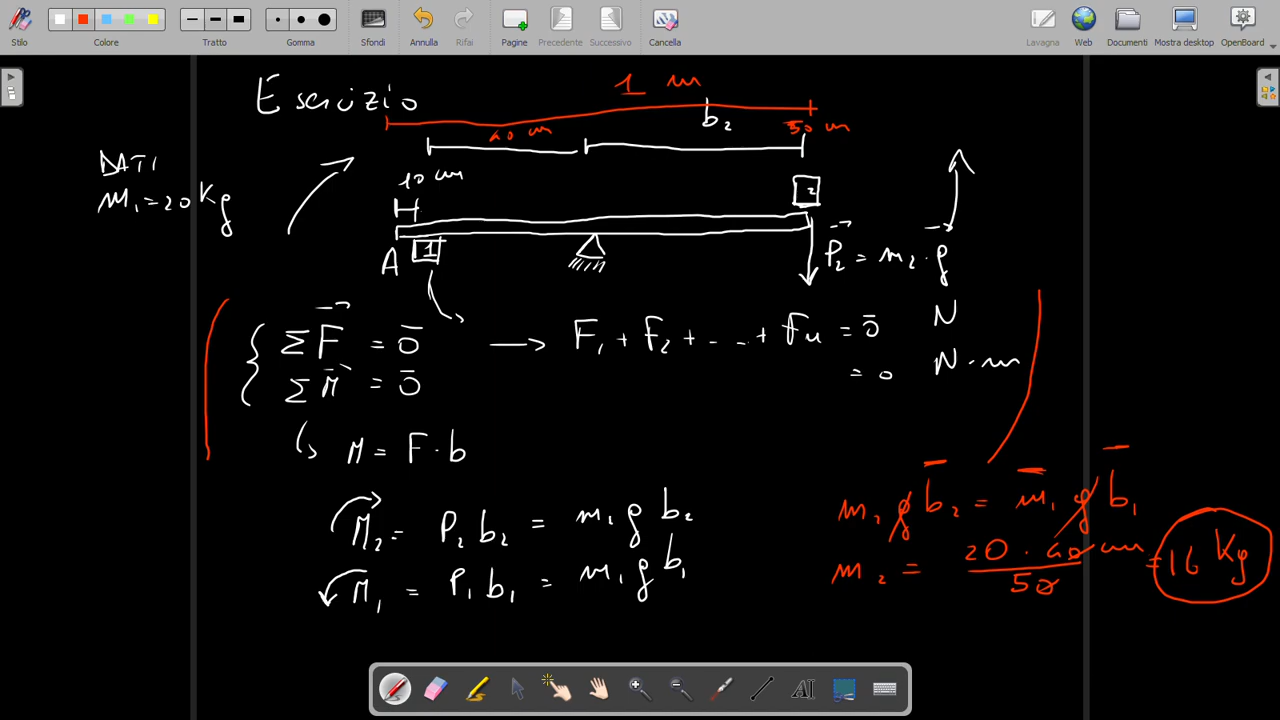 Stilo Colore Tratto Gomma Sfondi Annulla Rifai Pagine Precedente Successivo Cancella Lavagna Web Documenti Mostra desktop OpenBoard
Esercizio
1 m
b₂
40 cm
50 cm
DATI
m₁ = 20 Kg
10 cm
2
A
1
P₂ = m₂ · g
ΣF = 0 → F₁ + F₂ + ... + Fn = 0 N
ΣM = 0 = 0 N · m
M = F · b
M₂ = P₂ b₂ = m₁ g b₂
M₁ = P₁ b₁ = m₁ g b₁
m₂ g b₂ = m₁ g b₁
m₂ = 20 · 40 cm / 50 = 16 Kg